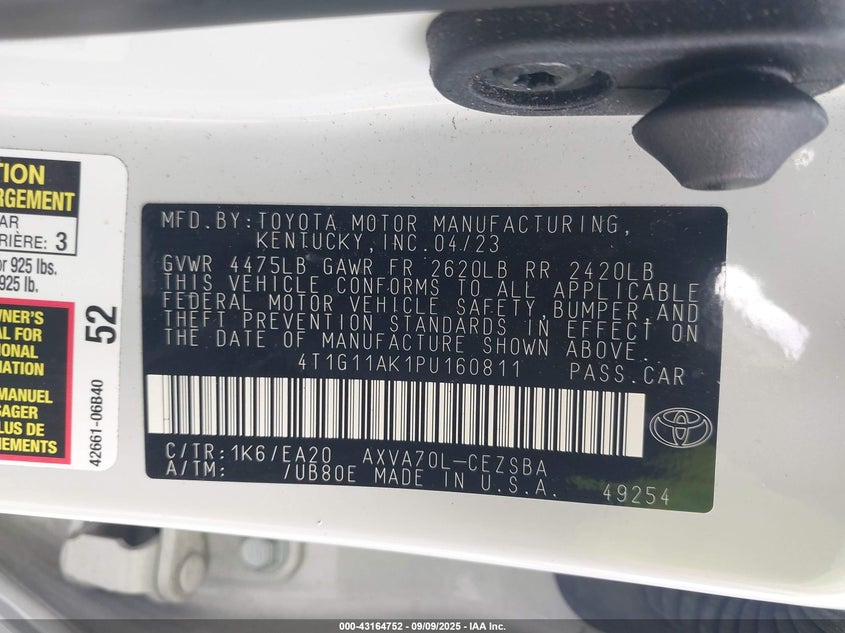 TION
RGEMENT
AR
RIÈRE: 3
or 925 lbs.
925 lb.
WNER'S
AL FOR
TIONAL
MATION
MANUEL
SAGER
PLUS DE
NEMENTS
52
42661-06B40
MFD.BY:TOYOTA MOTOR MANUFACTURING,
KENTUCKY,INC.04/23
GVWR 4475LB GAWR FR 2620LB RR 2420LB
THIS VEHICLE CONFORMS TO ALL APPLICABLE
FEDERAL MOTOR VEHICLE SAFETY,BUMPER,AND
THEFT PREVENTION STANDARDS IN EFFECT ON
THE DATE OF MANUFACTURE SHOWN ABOVE.
4T1G11AK1PU160811 PASS.CAR
C/TR:1K6/EA20 AXVA70L-CEZSBA
A/TM: /UB80E MADE IN U.S.A.
49254
000-43164752 - 09/09/2025 - IAA Inc.